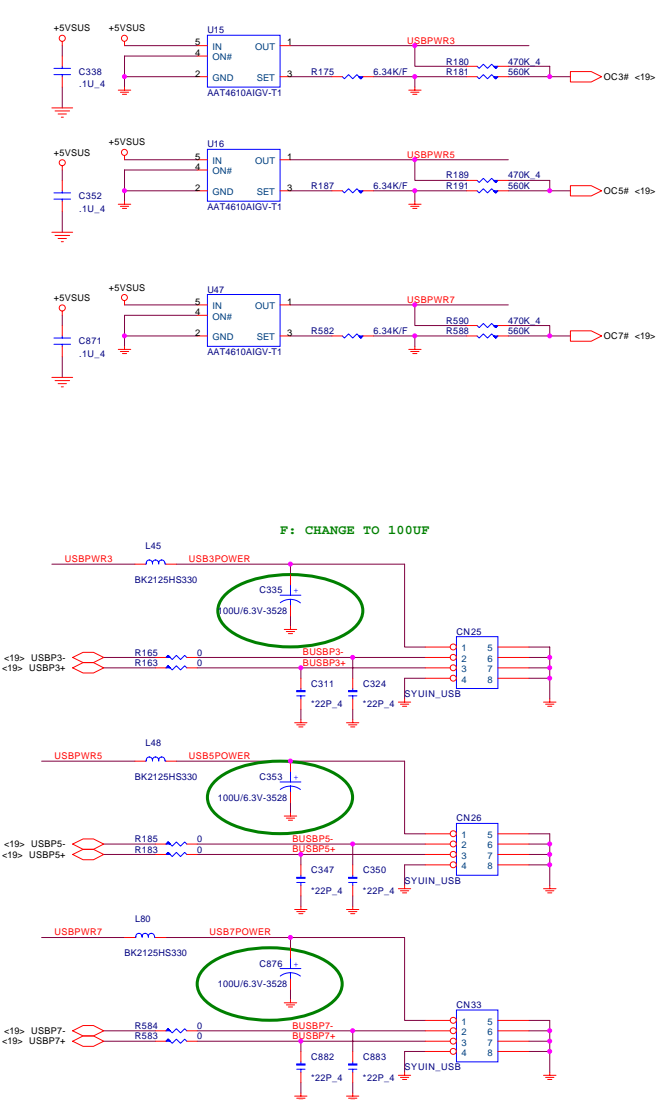 +5VSUS +5VSUS U15
5 IN OUT 1 USBPWR3
4 ON#
C338 .1U_4
2 GND SET 3 R175 6.34K/F R180 470K_4
R181 560K OC3# <19>
AAT4610AIGV-T1
+5VSUS +5VSUS U16
5 IN OUT 1 USBPWR5
4 ON#
C352 .1U_4
2 GND SET 3 R187 6.34K/F R189 470K_4
R191 560K OC5# <19>
AAT4610AIGV-T1
+5VSUS +5VSUS U47
5 IN OUT 1 USBPWR7
4 ON#
C871 .1U_4
2 GND SET 3 R582 6.34K/F R590 470K_4
R588 560K OC7# <19>
AAT4610AIGV-T1
F: CHANGE TO 100UF
L45
USBPWR3 USB3POWER
BK2125HS330
C335 +
100U/6.3V-3528
CN25
1 5
<19> USBP3- R165 0 BUSBP3- 2 6
<19> USBP3+ R163 0 BUSBP3+ 3 7
4 8
C311 C324
*22P_4 *22P_4 SYUIN_USB
L48
USBPWR5 USB5POWER
BK2125HS330
C353 +
100U/6.3V-3528
CN26
1 5
<19> USBP5- R185 0 BUSBP5- 2 6
<19> USBP5+ R183 0 BUSBP5+ 3 7
4 8
C347 C350
*22P_4 *22P_4 SYUIN_USB
L80
USBPWR7 USB7POWER
BK2125HS330
C876 +
100U/6.3V-3528
CN33
1 5
<19> USBP7- R584 0 BUSBP7- 2 6
<19> USBP7+ R583 0 BUSBP7+ 3 7
4 8
C882 C883
*22P_4 *22P_4 SYUIN_USB